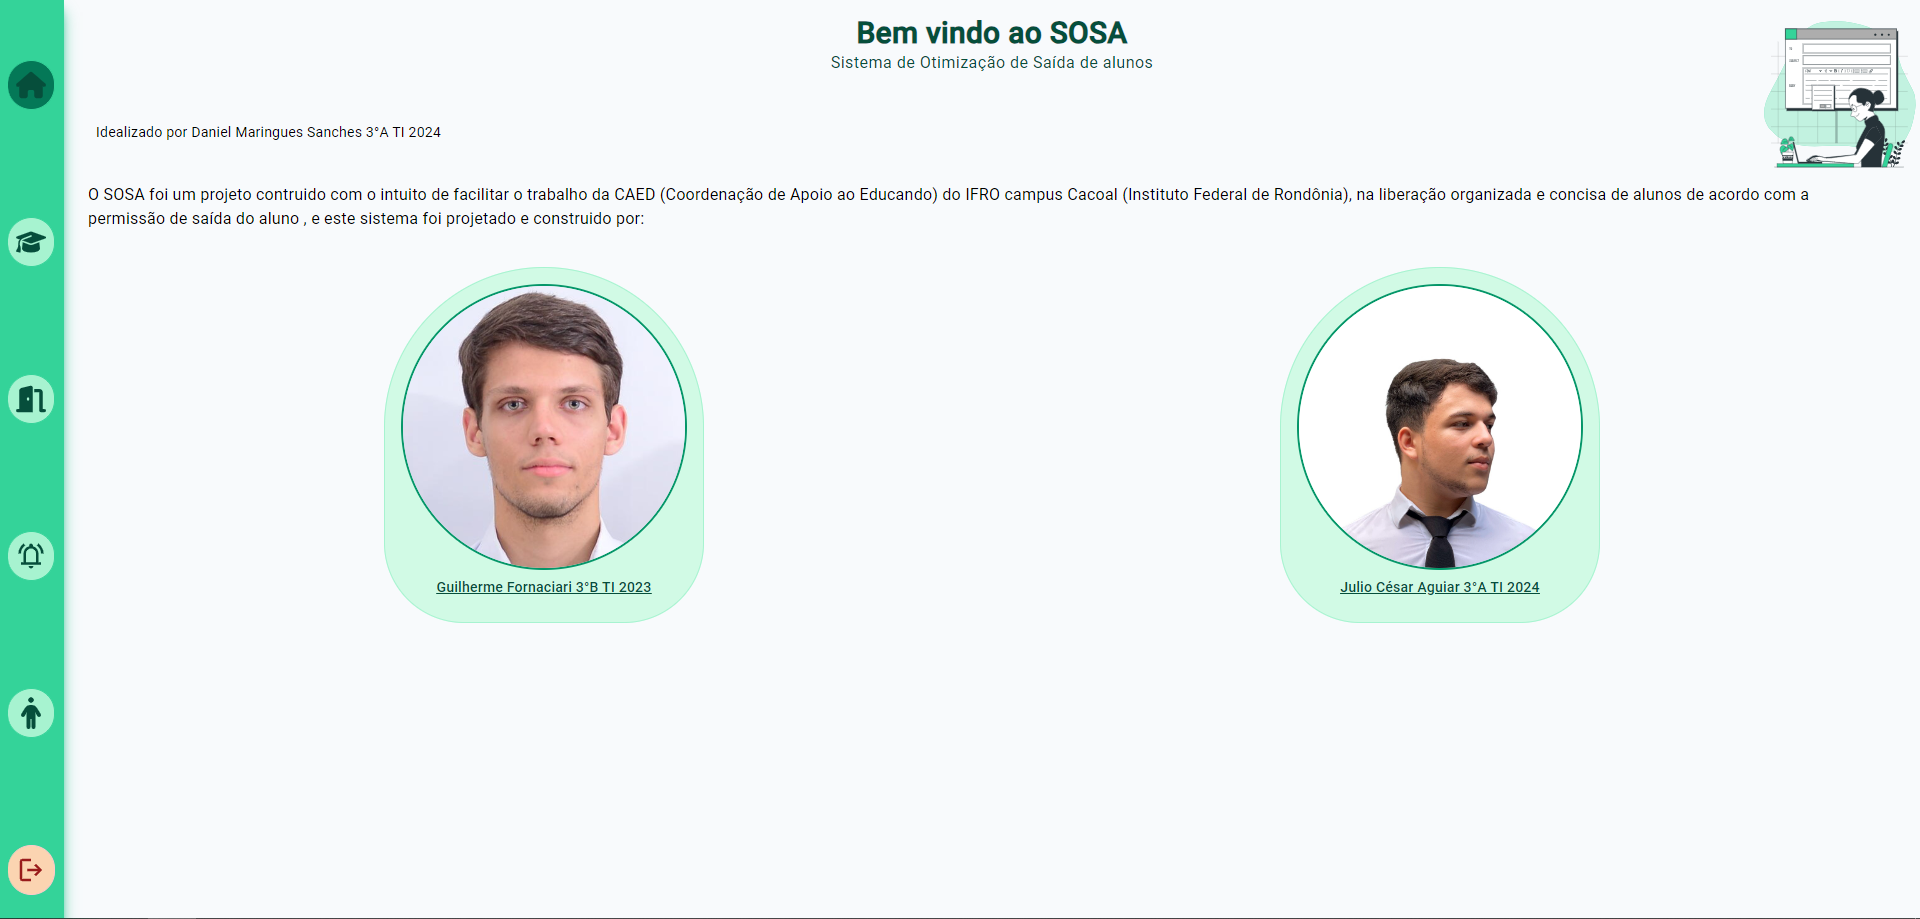 Bem vindo ao SOSA
Sistema de Otimização de Saída de alunos
Idealizado por Daniel Maringues Sanches 3°A TI 2024
O SOSA foi um projeto contruido com o intuito de facilitar o trabalho da CAED (Coordenação de Apoio ao Educando) do IFRO campus Cacoal (Instituto Federal de Rondônia), na liberação organizada e concisa de alunos de acordo com a
permissão de saída do aluno , e este sistema foi projetado e construido por:
Guilherme Fornaciari 3°B TI 2023
Julio César Aguiar 3°A TI 2024